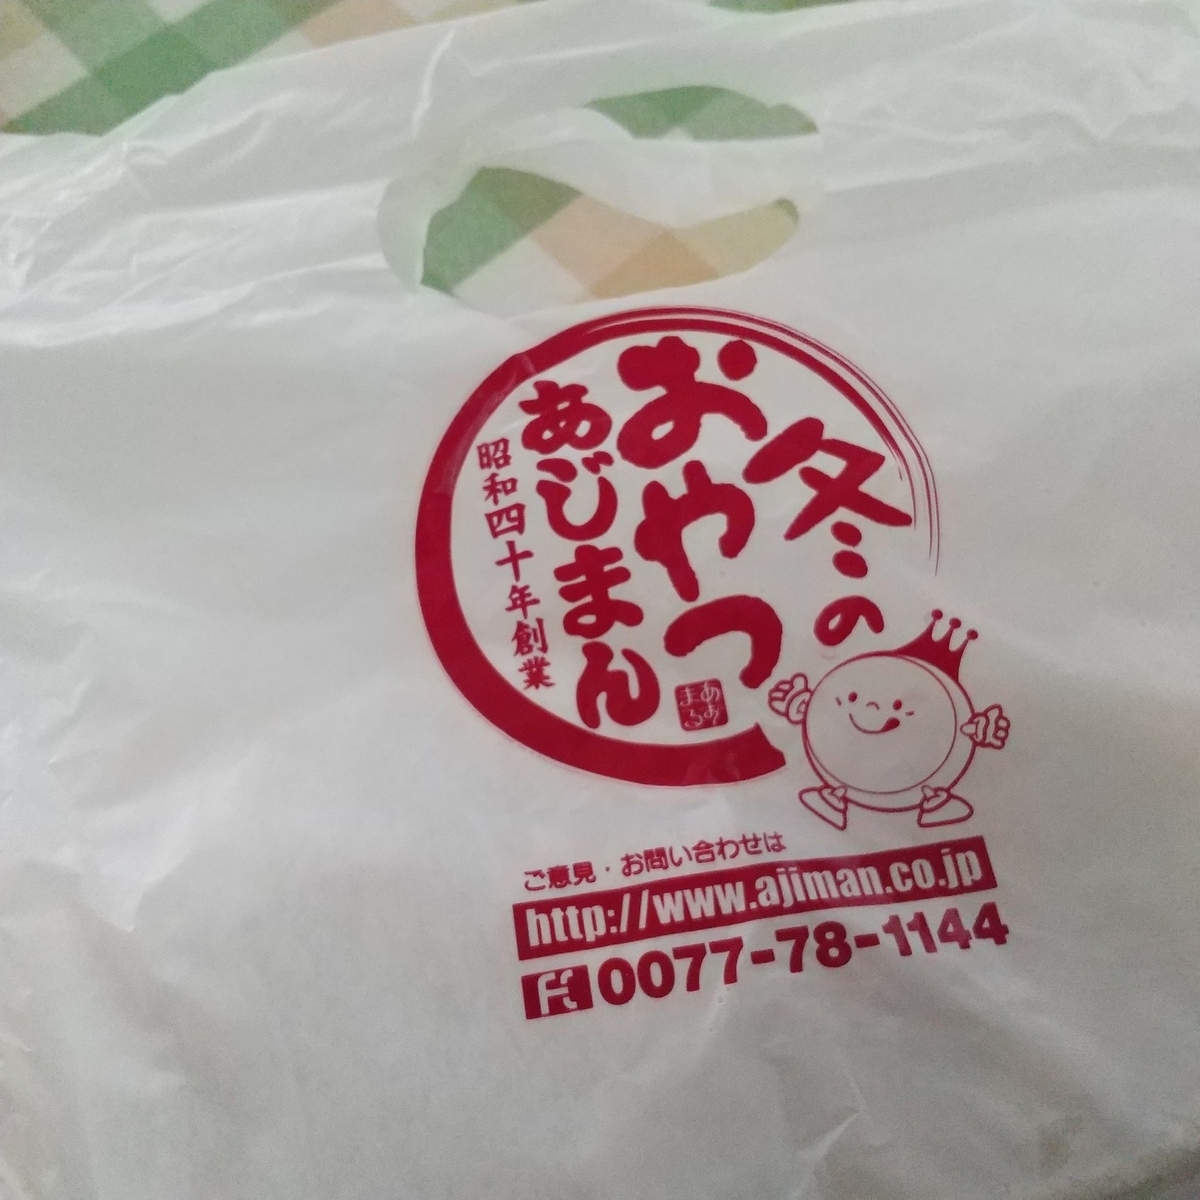 冬の
おやつ
あじまん
昭和四十年創業
ご意見・お問い合わせは
http://www.ajiman.co.jp
0077-78-1144